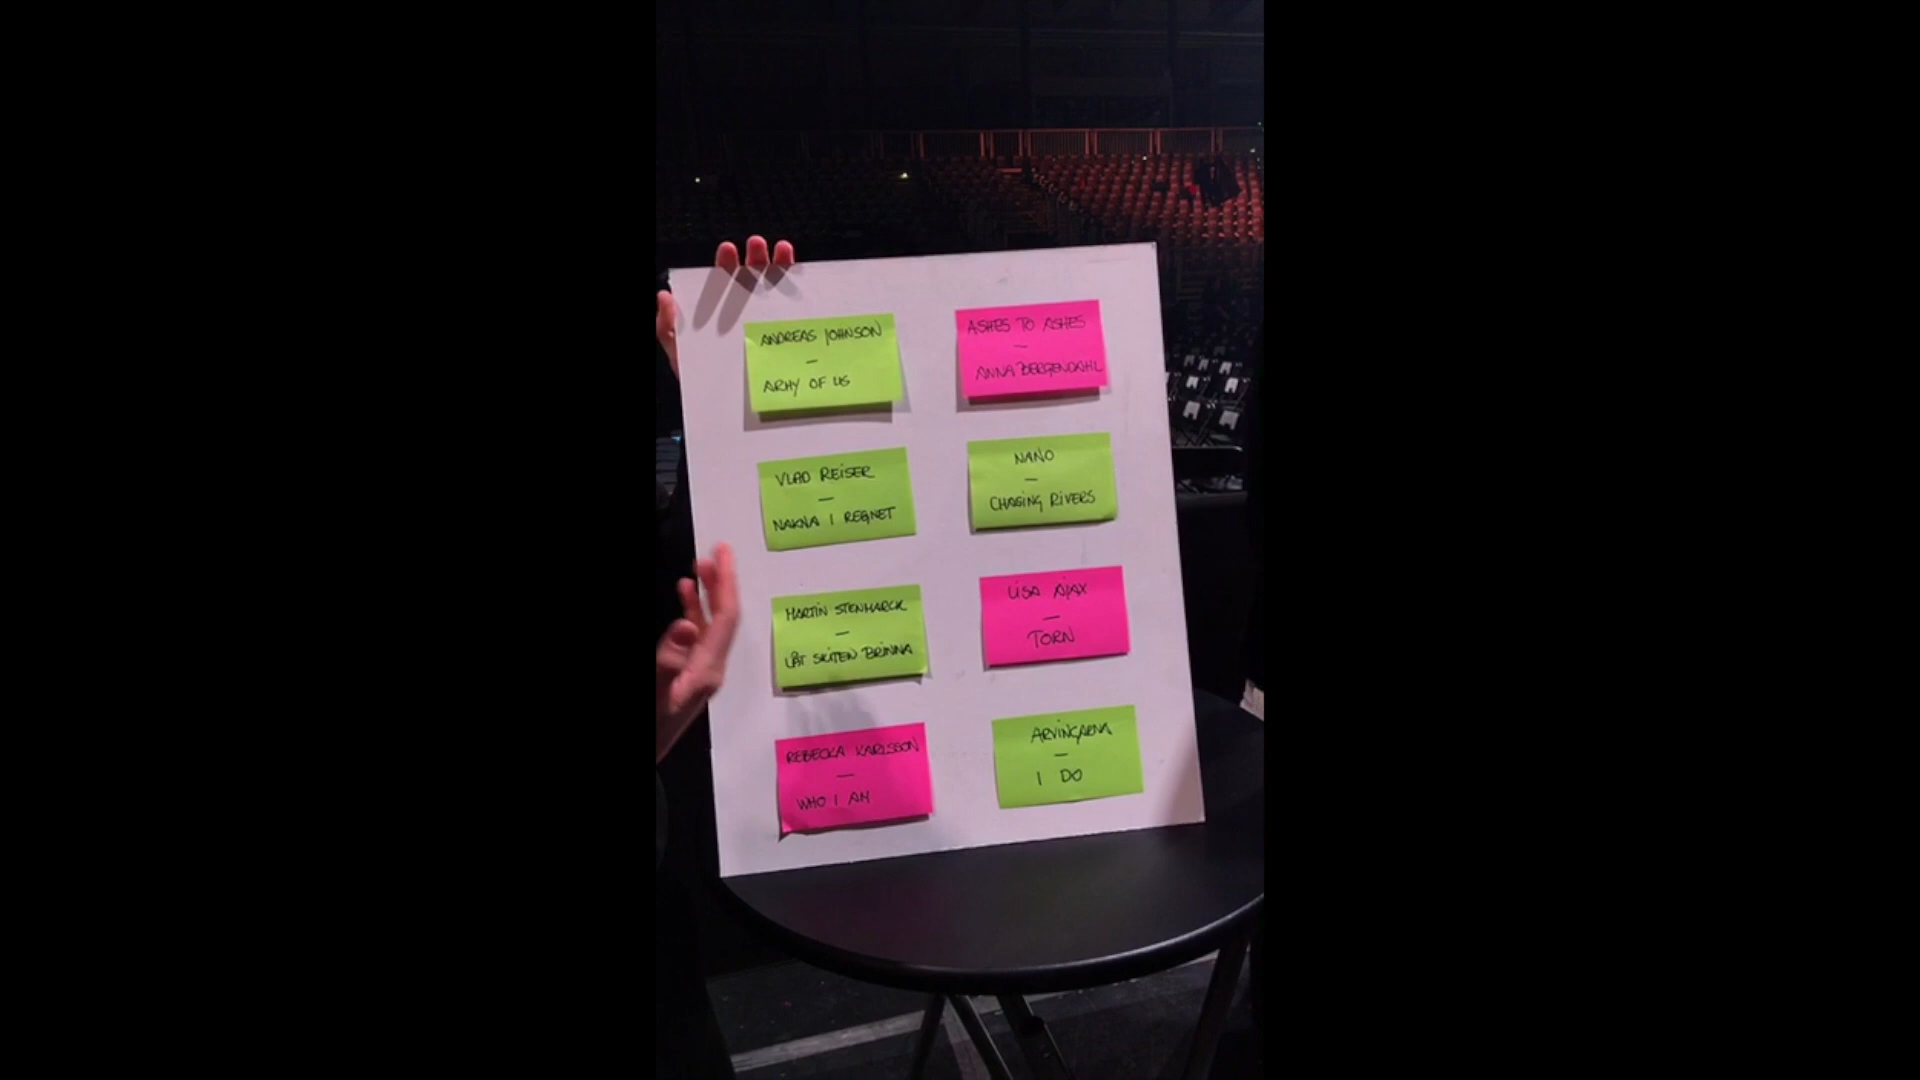 ANDREAS JOHNSON
—
ARMY OF US
VLAD REISER
—
NAKNA I REGNET
MARTIN STENMARCK
—
LÅT SKITEN BRINNA
REBECKA KARLSSON
—
WHO I AM
ASHES TO ASHES
—
ANNA BERGENDAHL
NANO
—
CHASING RIVERS
LISA AJAX
—
TORN
ARVINGARNA
—
I DO